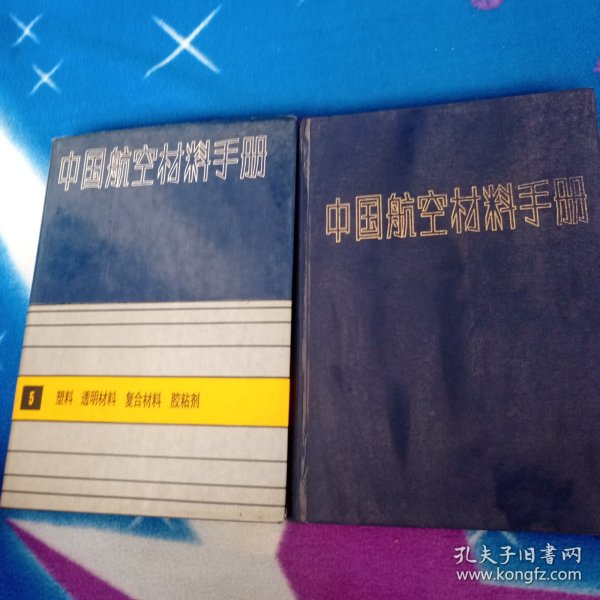 中国航空材料手册
5 塑料 透明材料 复合材料 胶粘剂
中国航空材料手册
孔夫子旧书网
www.kongfz.com